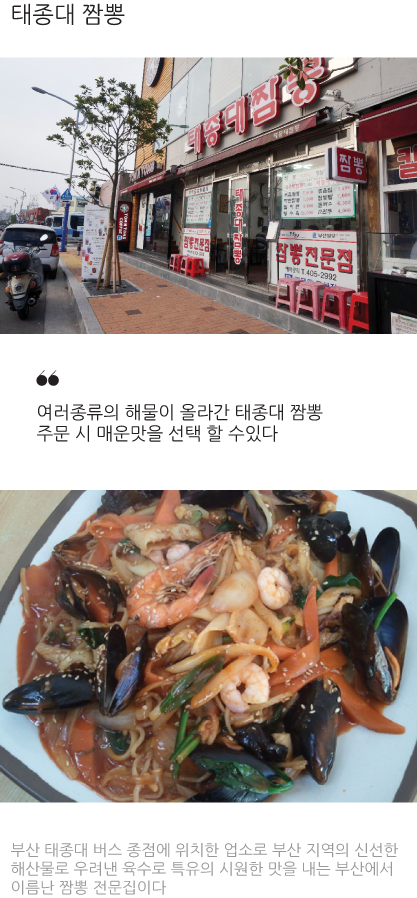 태종대 짬뽕
태종대짬뽕
짬뽕
짬뽕전문점
짬뽕전문점
T.405-2992
여러종류의 해물이 올라간 태종대 짬뽕
주문 시 매운맛을 선택 할 수있다
부산 태종대 버스 종점에 위치한 업소로 부산 지역의 신선한
해산물로 우려낸 육수로 특유의 시원한 맛을 내는 부산에서
이름난 짬뽕 전문집이다